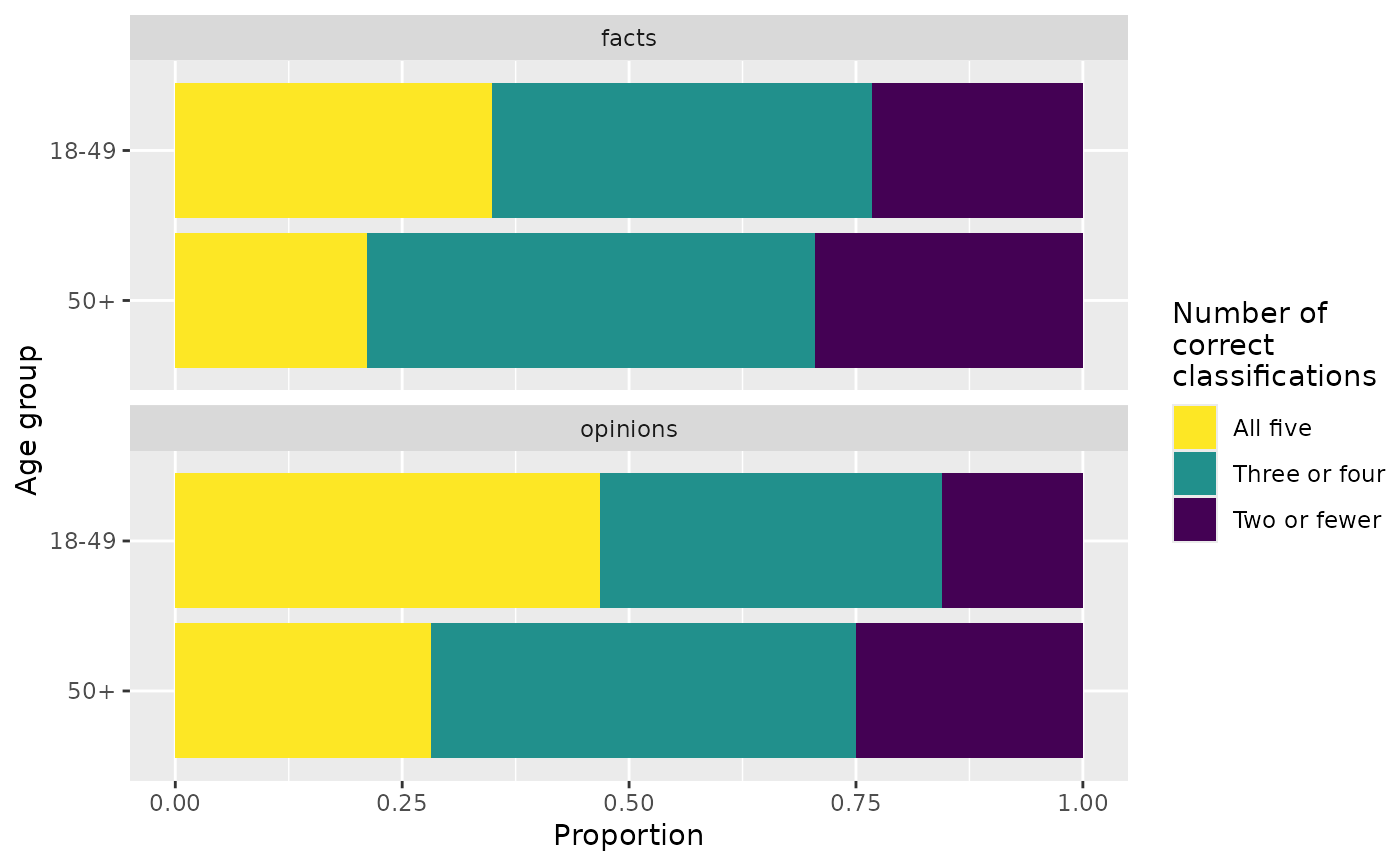 facts
18-49
50+
opinions
18-49
50+
0.00 0.25 0.50 0.75 1.00
Proportion
Age group
Number of
correct
classifications
All five
Three or four
Two or fewer